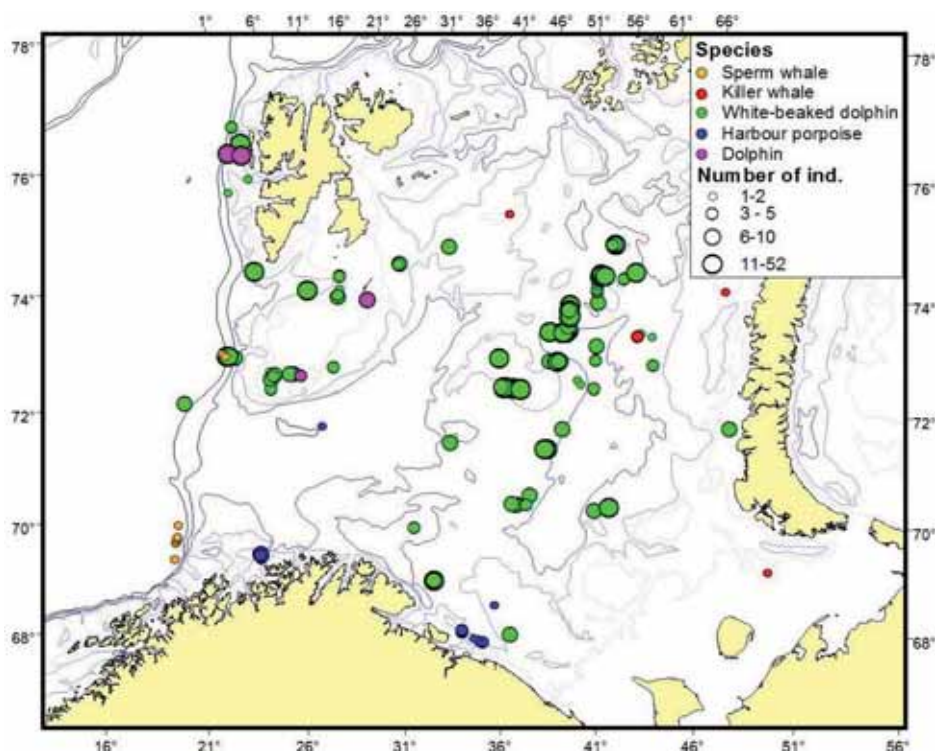 1° 6° 11° 16° 21° 26° 31° 36° 41° 46° 51° 56° 61° 66°
78° 78°
Species
Sperm whale
Killer whale
White-beaked dolphin
Harbour porpoise
Dolphin
Number of ind.
1-2
3 - 5
6-10
11-52
76° 76°
74° 74°
72° 72°
70° 70°
68° 68°
16° 21° 26° 31° 36° 41° 46° 51° 56°